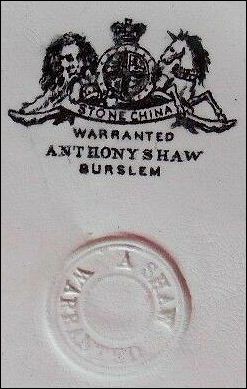 STONE CHINA
WARRANTED
ANTHONY SHAW
BURSLEM
A SHAW
WARRANTED